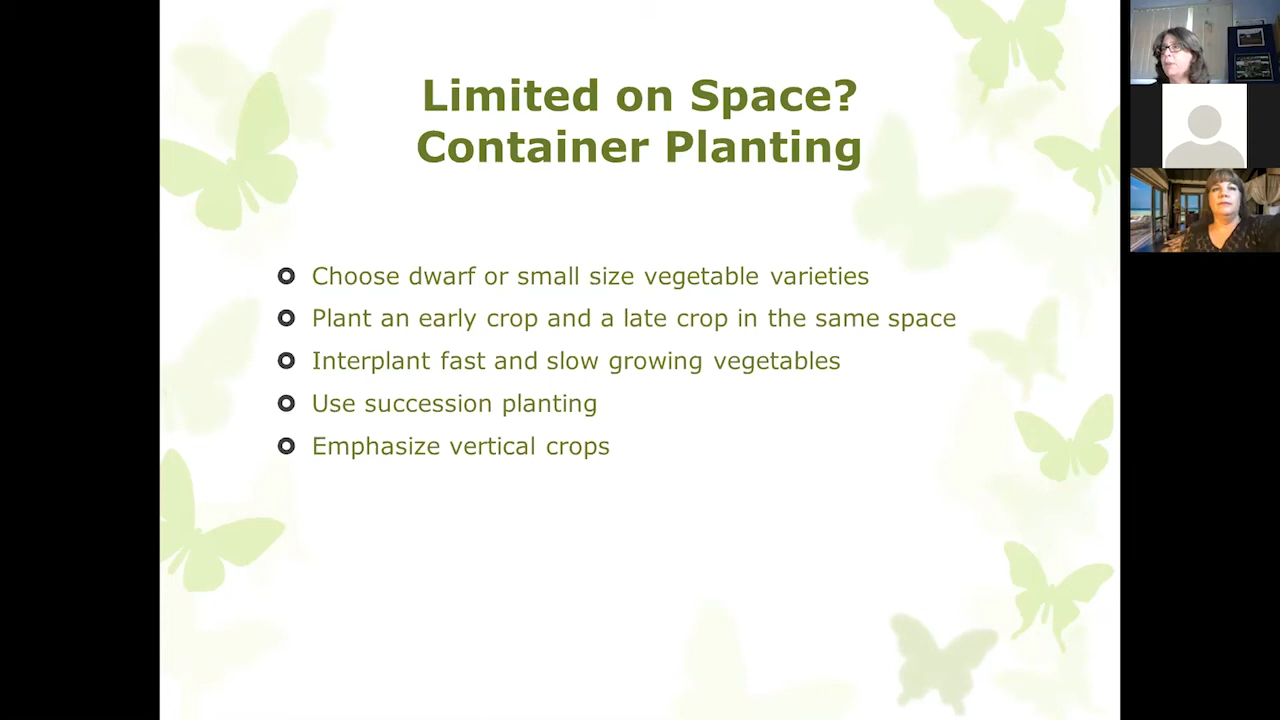 Limited on Space?
Container Planting
Choose dwarf or small size vegetable varieties
Plant an early crop and a late crop in the same space
Interplant fast and slow growing vegetables
Use succession planting
Emphasize vertical crops